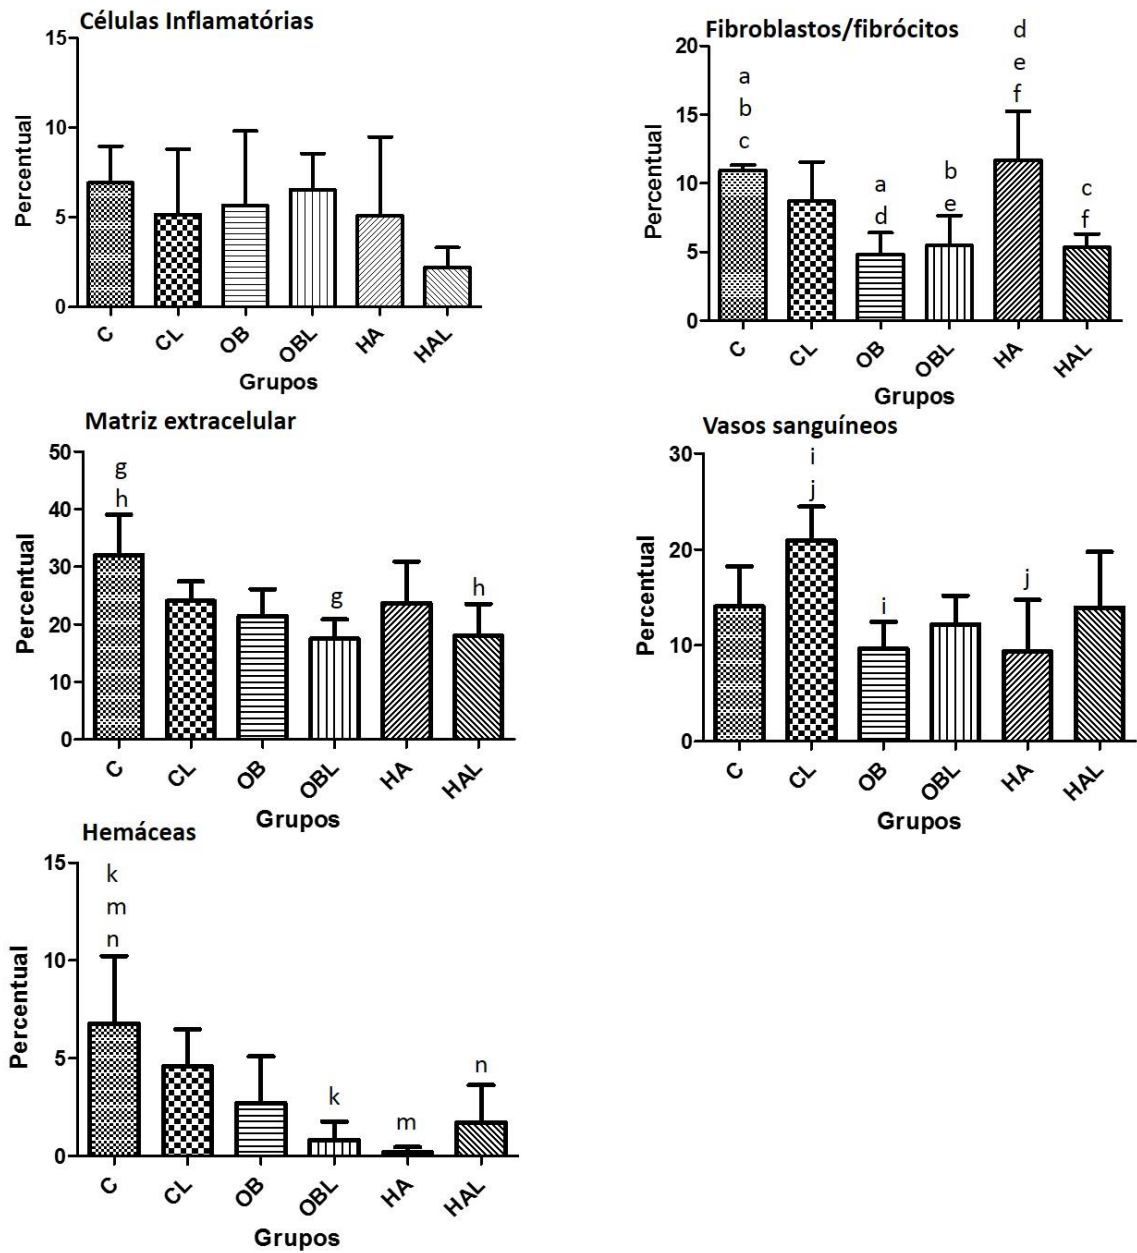 Células Inflamatórias
15
10
5
0
Percentual
C
CL
OB
OBL
HA
HAL
Grupos
Fibroblastos/fibrócitos
20
15
10
5
0
Percentual
a
b
c
a
d
b
e
d
e
f
c
f
C
CL
OB
OBL
HA
HAL
Grupos
Matriz extracelular
50
40
30
20
10
0
Percentual
g
h
g
h
C
CL
OB
OBL
HA
HAL
Grupos
Vasos sanguíneos
30
20
10
0
Percentual
i
j
i
j
C
CL
OB
OBL
HA
HAL
Grupos
Hemáceas
15
10
5
0
Percentual
k
m
n
k
m
n
C
CL
OB
OBL
HA
HAL
Grupos